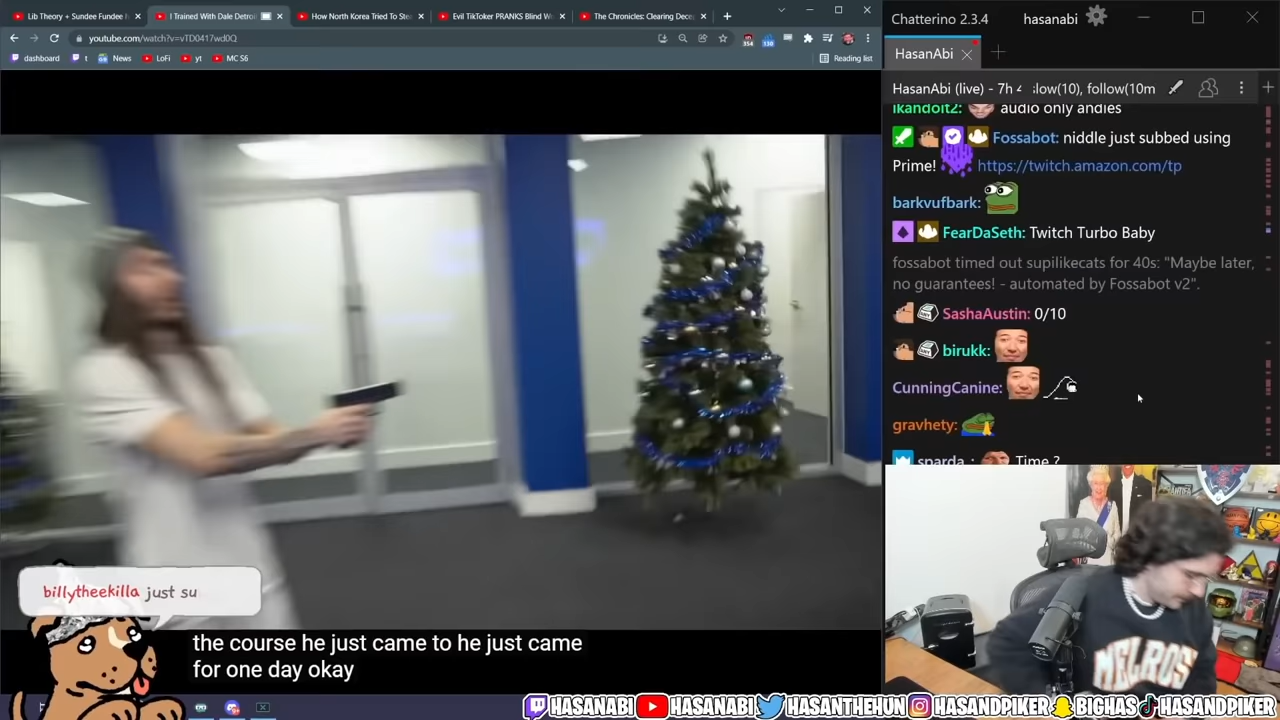 Lib Theory + Sundee Fundee
I Trained With Dale Detroi
How North Korea Tried To Ste
Evil TikToker PRANKS Blind W
The Chronicles: Clearing Dece
youtube.com/watch?v=vTD0417wd0Q
354
130
dashboard
t
News
LoFi
yt
MC S6
Reading list
Chatterino 2.3.4
hasanabi
HasanAbi
HasanAbi (live) - 7h
low(10), follow(10m
ikandoit2: audio only andies
Fossabot: niddle just subbed using
Prime! https://twitch.amazon.com/tp
barkvufbark:
FearDaSeth: Twitch Turbo Baby
fossabot timed out supilikecats for 40s: "Maybe later,
no guarantees! - automated by Fossabot v2".
SashaAustin: 0/10
birukk:
CunningCanine:
gravhety:
sparda_: Time ?
billytheekilla just su
the course he just came to he just came
for one day okay
MELROS
HASANABI HASANABI HASANTHEHUN HASANDPIKER BIGHAS HASANDPIKER